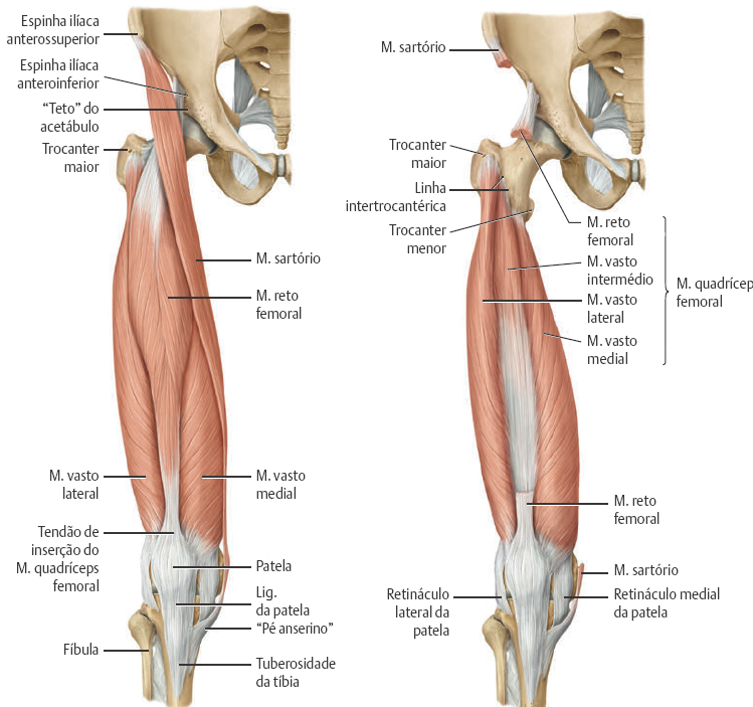 Espinha ilíaca
anterossuperior
Espinha ilíaca
anteroinferior
“Teto” do
acetábulo
Trocanter
maior
M. sartório
M. reto
femoral
M. vasto
lateral
M. vasto
medial
Tendão de
inserção do
M. quadríceps
femoral
Patela
Lig.
da patela
“Pé anserino”
Fíbula
Tuberosidade
da tíbia
M. sartório
Trocanter
maior
Linha
intertrocantérica
Trocanter
menor
M. reto
femoral
M. vasto
intermédio
M. vasto
lateral
M. vasto
medial
M. quadrícep
femoral
M. reto
femoral
M. sartório
Retináculo
lateral da
patela
Retináculo medial
da patela